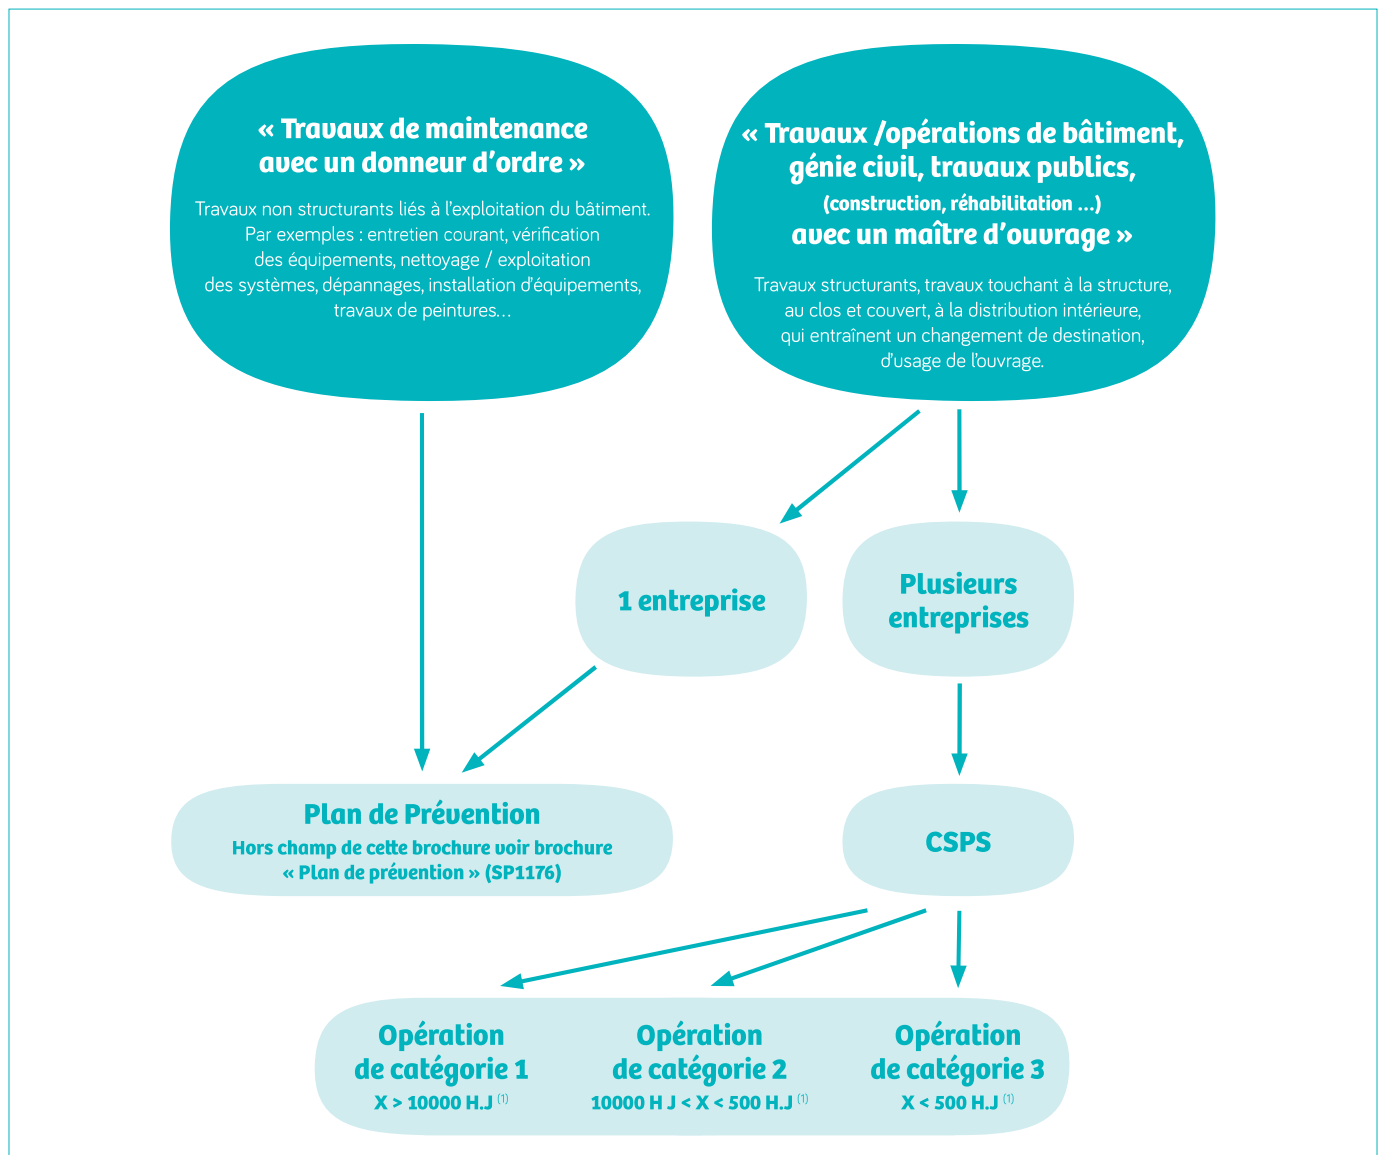 « Travaux de maintenance
avec un donneur d’ordre »
Travaux non structurants liés à l’exploitation du bâtiment.
Par exemples : entretien courant, vérification
des équipements, nettoyage / exploitation
des systèmes, dépannages, installation d’équipements,
travaux de peintures...
« Travaux /opérations de bâtiment,
génie civil, travaux publics,
(construction, réhabilitation ...)
avec un maître d’ouvrage »
Travaux structurants, travaux touchant à la structure,
au clos et couvert, à la distribution intérieure,
qui entraînent un changement de destination,
d’usage de l’ouvrage.
1 entreprise
Plusieurs
entreprises
Plan de Prévention
Hors champ de cette brochure voir brochure
« Plan de prévention » (SP1176)
CSPS
Opération
de catégorie 1
X > 10000 H.J (1)
Opération
de catégorie 2
10000 H J < X < 500 H.J (1)
Opération
de catégorie 3
X < 500 H.J (1)